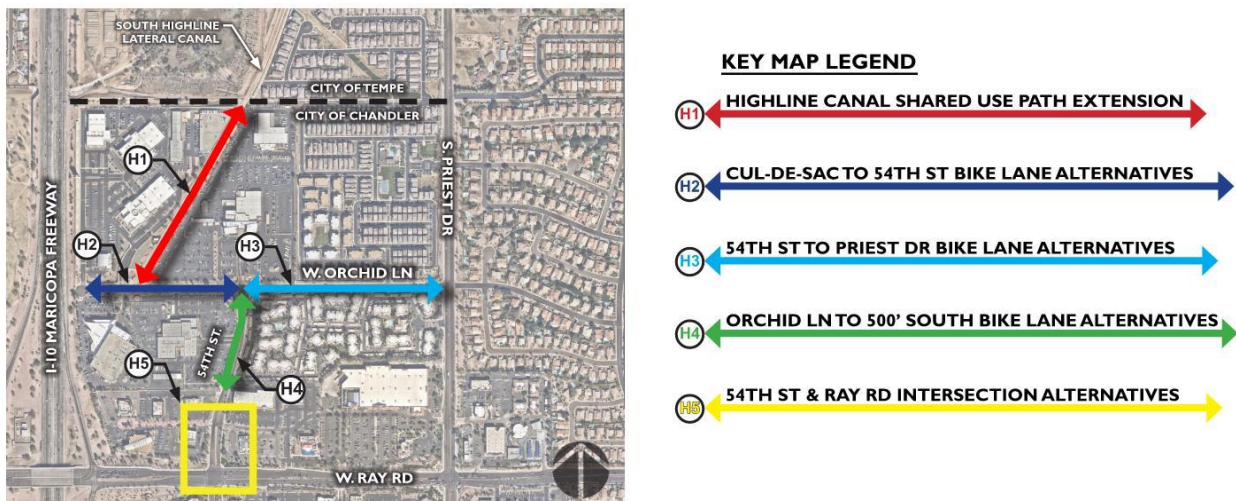 SOUTH HIGHLINE
LATERAL CANAL
CITY OF TEMPE
CITY OF CHANDLER
H1
S. PRIEST DR
I-10 MARICOPA FREEWAY
H2
H3
W. ORCHID LN
54TH ST.
H5
H4
W. RAY RD
KEY MAP LEGEND
H1 HIGHLINE CANAL SHARED USE PATH EXTENSION
H2 CUL-DE-SAC TO 54TH ST BIKE LANE ALTERNATIVES
H3 54TH ST TO PRIEST DR BIKE LANE ALTERNATIVES
H4 ORCHID LN TO 500' SOUTH BIKE LANE ALTERNATIVES
H5 54TH ST & RAY RD INTERSECTION ALTERNATIVES